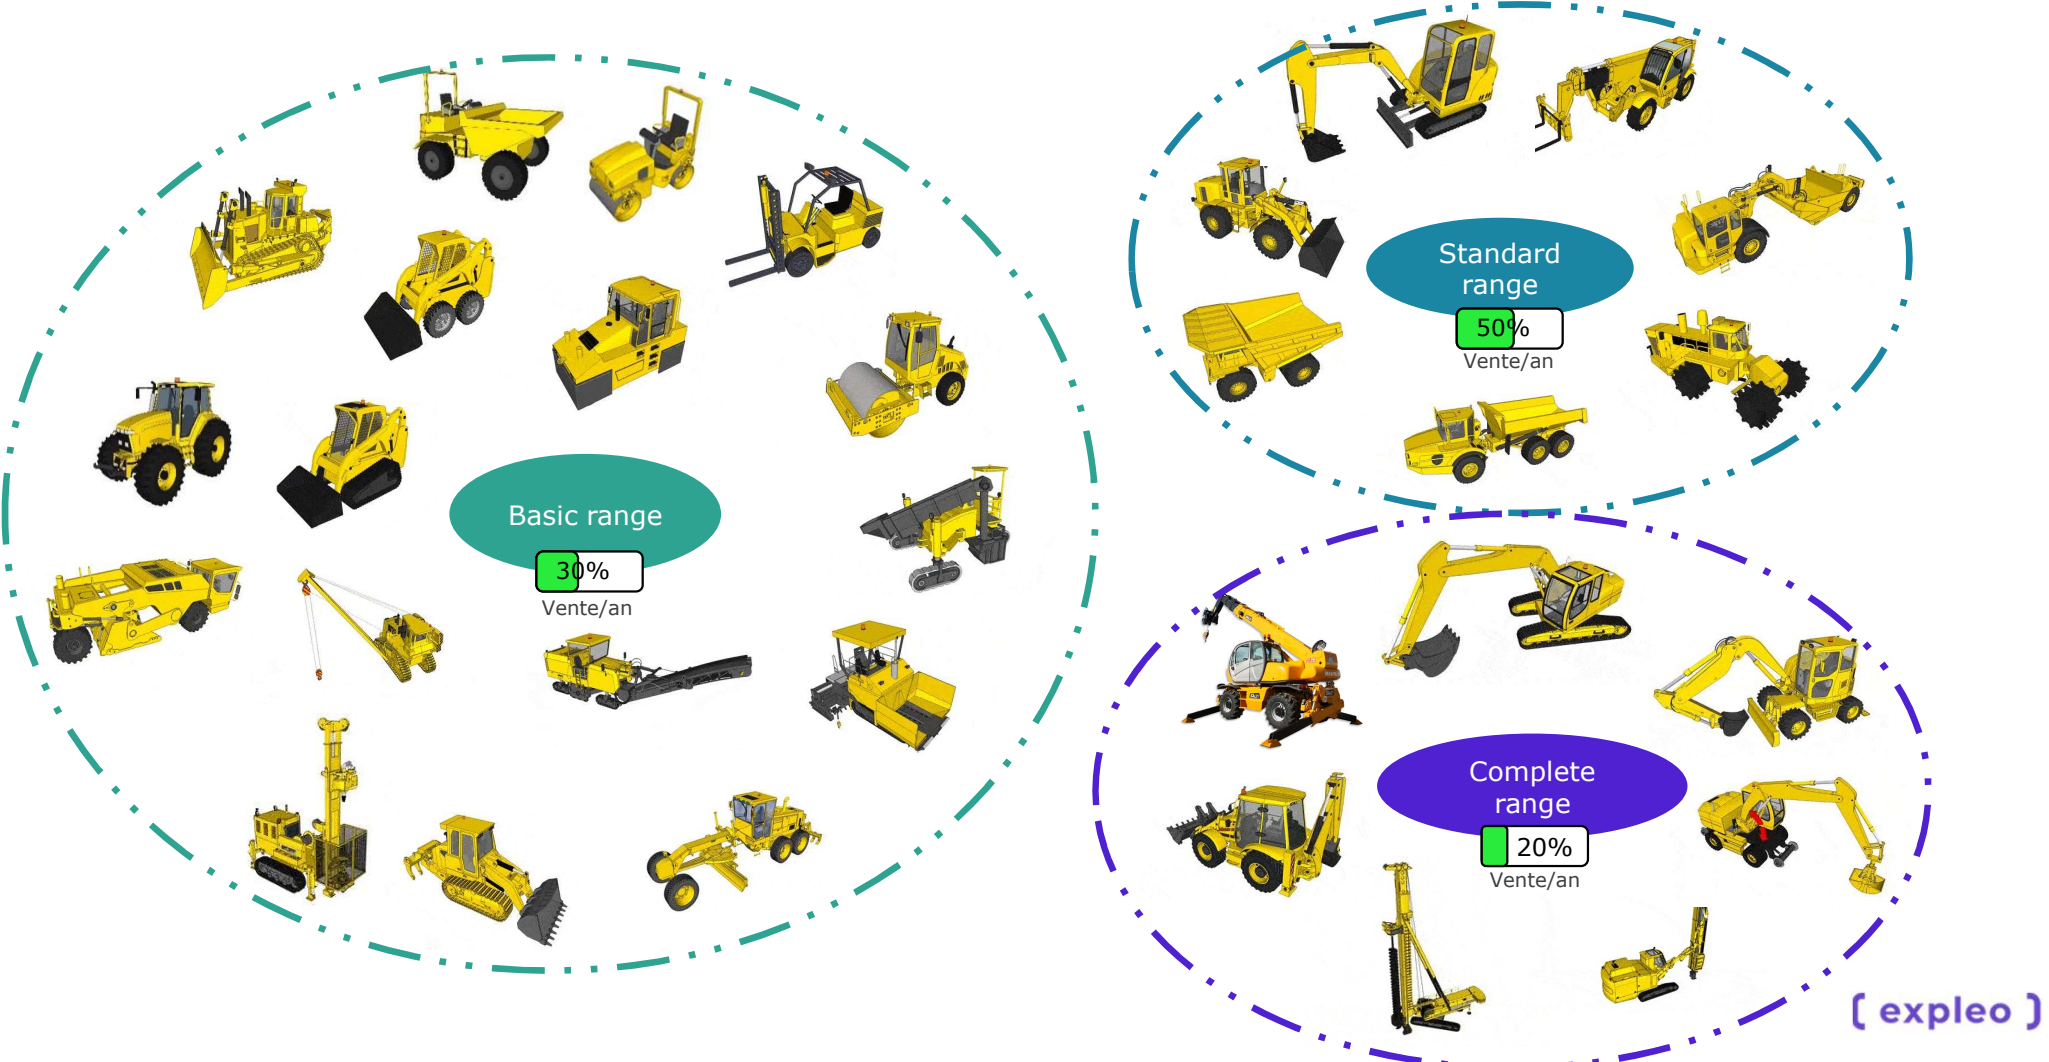 Basic range
30%
Vente/an
Standard
range
50%
Vente/an
Complete
range
20%
Vente/an
[ expleo ]